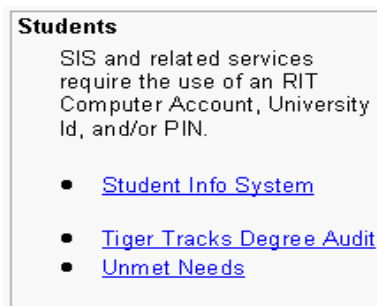 Students
SIS and related services
require the use of an RIT
Computer Account, University
Id, and/or PIN.
● Student Info System
● Tiger Tracks Degree Audit
● Unmet Needs